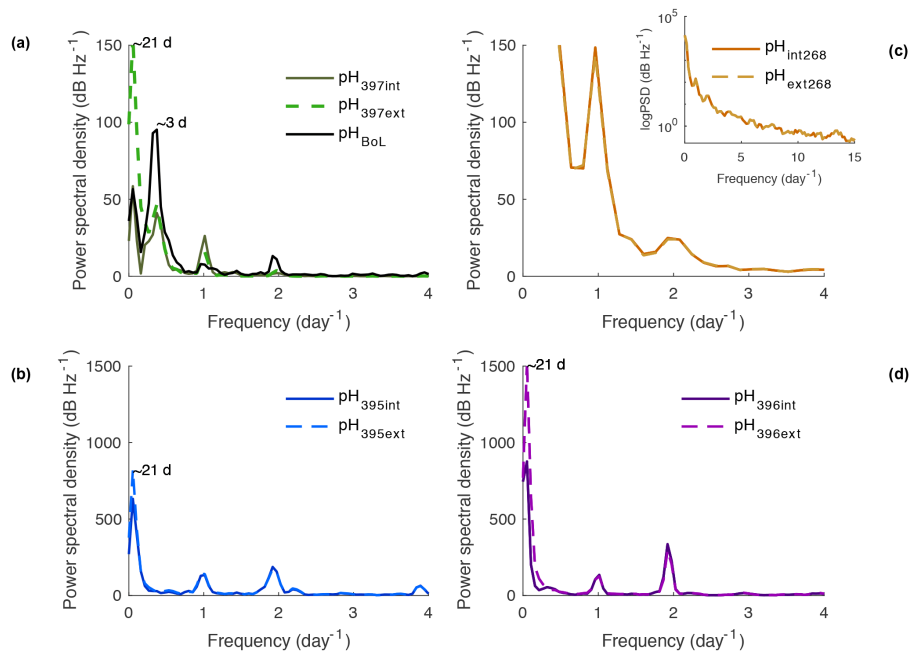 (a)
Power spectral density (dB Hz⁻¹)
150
100
50
0
~21 d
~3 d
pH397int
pH397ext
pHBoL
0 1 2 3 4
Frequency (day⁻¹)
(c)
Power spectral density (dB Hz⁻¹)
150
100
50
0
0 1 2 3 4
Frequency (day⁻¹)
logPSD (dB Hz⁻¹)
10⁵
10⁰
pHint268
pHext268
0 5 10 15
Frequency (day⁻¹)
(b)
Power spectral density (dB Hz⁻¹)
1500
1000
500
0
~21 d
pH395int
pH395ext
0 1 2 3 4
Frequency (day⁻¹)
(d)
Power spectral density (dB Hz⁻¹)
1500
1000
500
0
~21 d
pH396int
pH396ext
0 1 2 3 4
Frequency (day⁻¹)